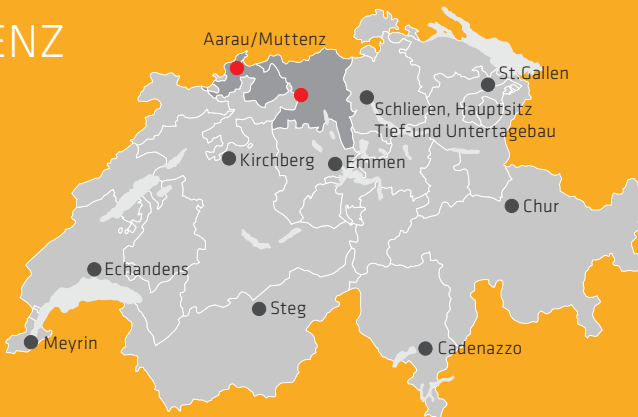 ENZ
Aarau/Muttenz
St.Gallen
Schlieren, Hauptsitz
Tief-und Untertagebau
Kirchberg
Emmen
Chur
Echandens
Steg
Meyrin
Cadenazzo